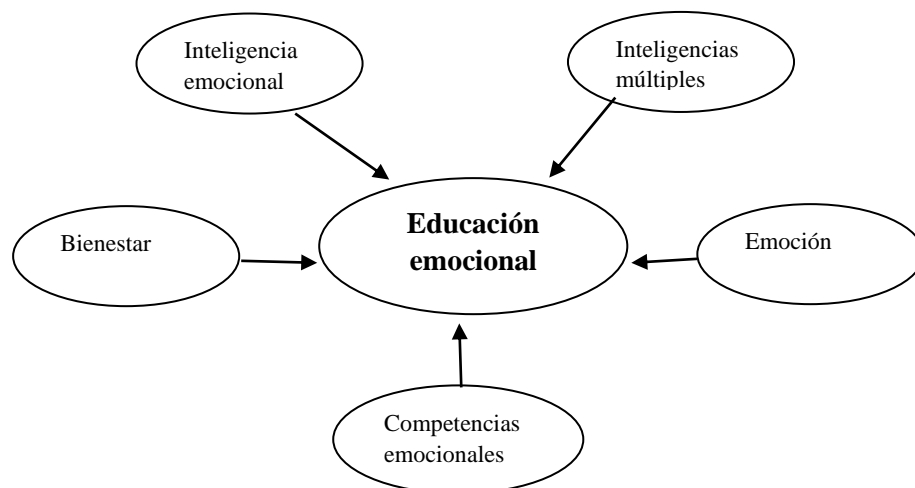 Inteligencia
emocional
Inteligencias
múltiples
Bienestar
Educación
emocional
Emoción
Competencias
emocionales